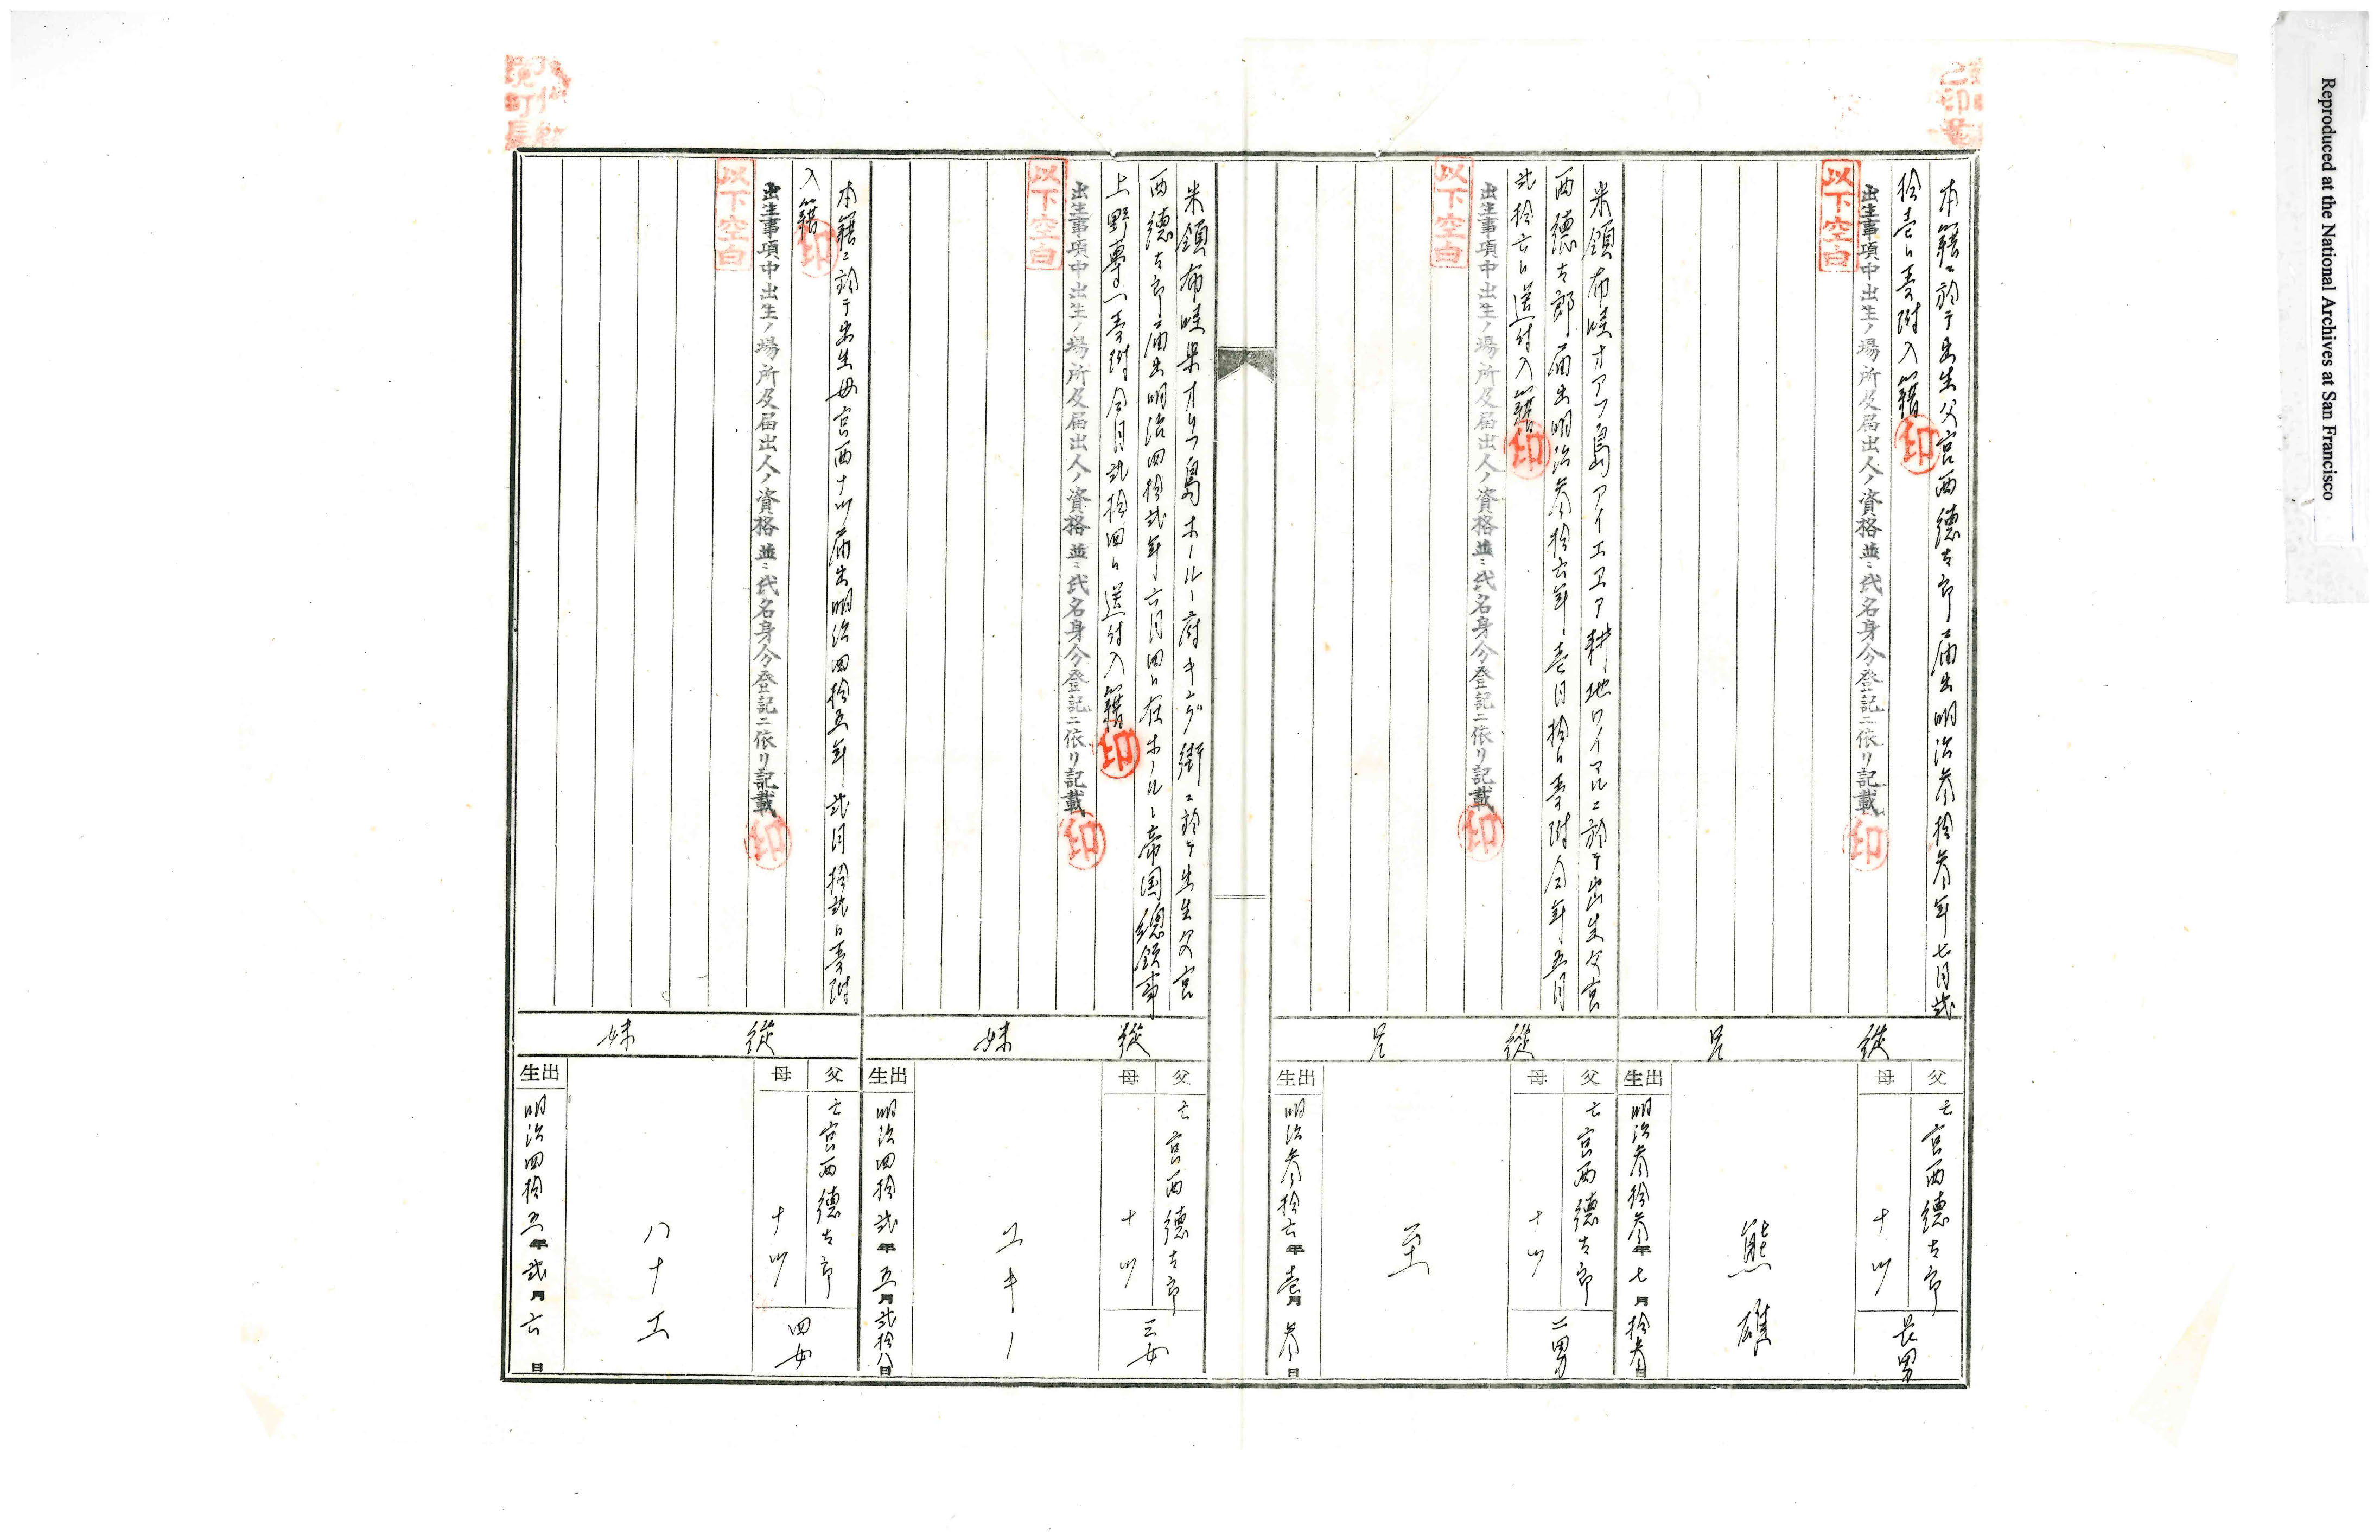 本籍ニ於テ出生父宮西徳太郎届出明治参拾参年七月弐
拾壱日受附入籍
印
出生事項中出生ノ場所及届出人ノ資格並ニ氏名身分登記ニ依リ記載
印
以下空白
従兄
父
亡宮西徳太郎
母
ナツ
長男
熊雄
出生
明治参拾参年七月拾参日
米領布哇オアフ島アイエア耕地ワイマルニ於テ出生父宮
西徳太郎届出明治参拾六年壱月拾日受附仝年五月
弐拾六日送付入籍
印
出生事項中出生ノ場所及届出人ノ資格並ニ氏名身分登記ニ依リ記載
印
以下空白
従兄
父
亡宮西徳太郎
母
ナツ
二男
至
出生
明治参拾六年壱月参日
米領布哇県オアフ島ホノルヽ府キング街ニ於テ出生父宮
西徳太郎届出明治四拾弐年六月四日在ホノルヽ帝国総領事
上野専一受附仝月弐拾四日送付入籍
印
出生事項中出生ノ場所及届出人ノ資格並ニ氏名身分登記ニ依リ記載
印
以下空白
従妹
父
亡宮西徳太郎
母
ナツ
三女
ユキノ
出生
明治四拾弐年五月弐拾八日
本籍ニ於テ出生母宮西ナツ届出明治四拾五年弐月拾弐日受附
入籍
印
出生事項中出生ノ場所及届出人ノ資格並ニ氏名身分登記ニ依リ記載
印
以下空白
従妹
父
亡宮西徳太郎
母
ナツ
四女
ハナエ
出生
明治四拾五年弐月六日
Reproduced at the National Archives at San Francisco